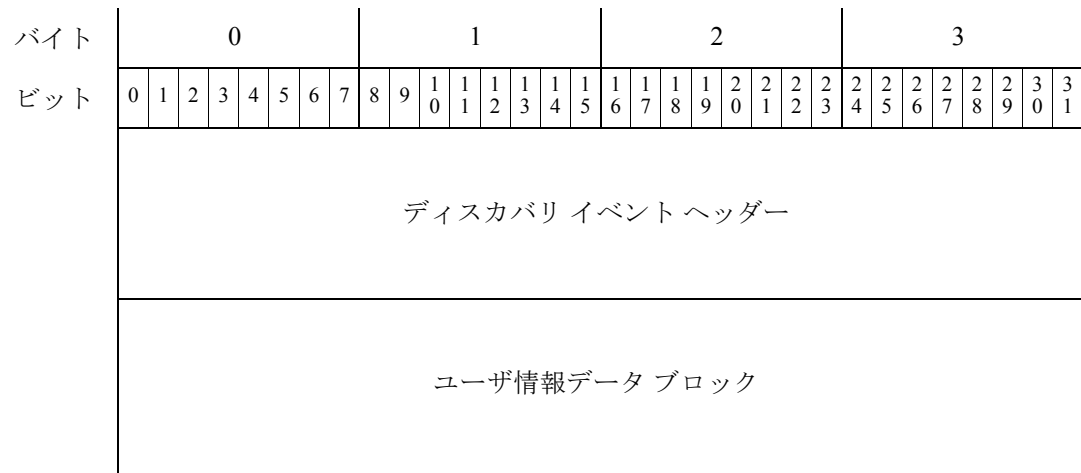 バイト 0 1 2 3
ビット 0 1 2 3 4 5 6 7 8 9 10 11 12 13 14 15 16 17 18 19 20 21 22 23 24 25 26 27 28 29 30 31
ディスカバリ イベント ヘッダー
ユーザ情報データ ブロック